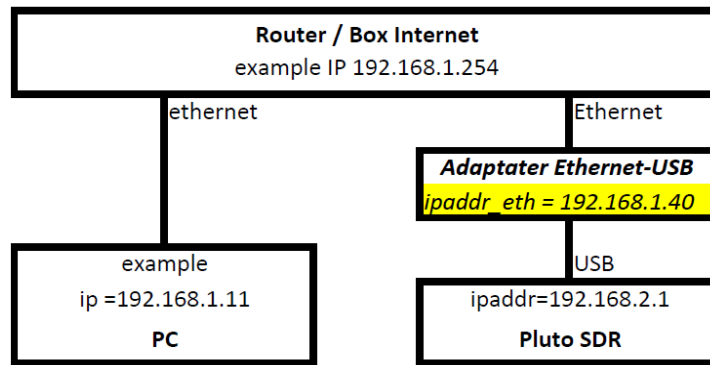 Router / Box Internet
example IP 192.168.1.254
ethernet
Ethernet
Adaptater Ethernet-USB
ipaddr_eth = 192.168.1.40
example
ip =192.168.1.11
PC
USB
ipaddr=192.168.2.1
Pluto SDR